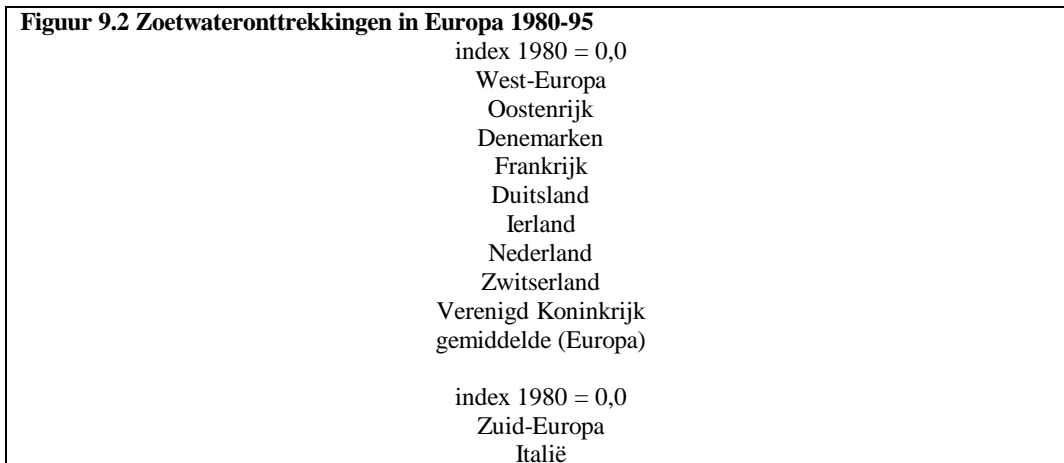 Figuur 9.2 Zoetwateronttrekkingen in Europa 1980-95
index 1980 = 0,0
West-Europa
Oostenrijk
Denemarken
Frankrijk
Duitsland
Ierland
Nederland
Zwitserland
Verenigd Koninkrijk
gemiddelde (Europa)
index 1980 = 0,0
Zuid-Europa
Italië